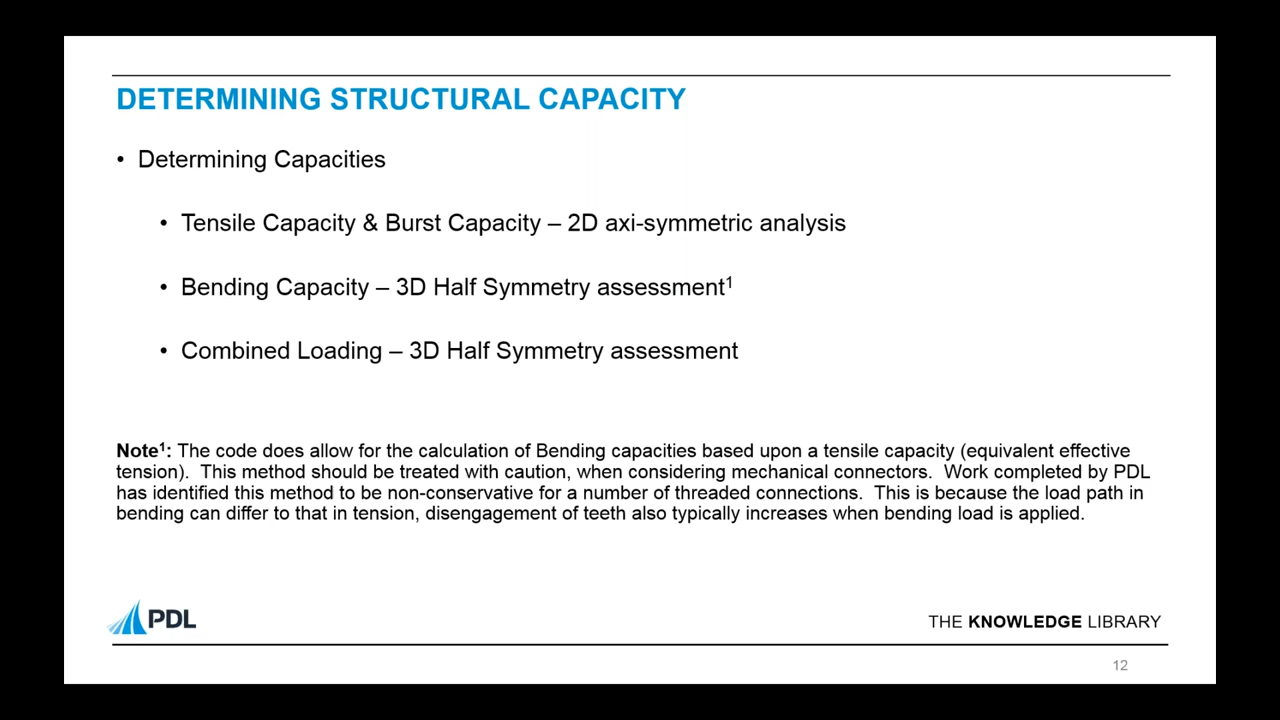 DETERMINING STRUCTURAL CAPACITY
• Determining Capacities
• Tensile Capacity & Burst Capacity – 2D axi-symmetric analysis
• Bending Capacity – 3D Half Symmetry assessment¹
• Combined Loading – 3D Half Symmetry assessment
Note¹: The code does allow for the calculation of Bending capacities based upon a tensile capacity (equivalent effective
tension).  This method should be treated with caution, when considering mechanical connectors.  Work completed by PDL
has identified this method to be non-conservative for a number of threaded connections.  This is because the load path in
bending can differ to that in tension, disengagement of teeth also typically increases when bending load is applied.
PDL
THE KNOWLEDGE LIBRARY
12